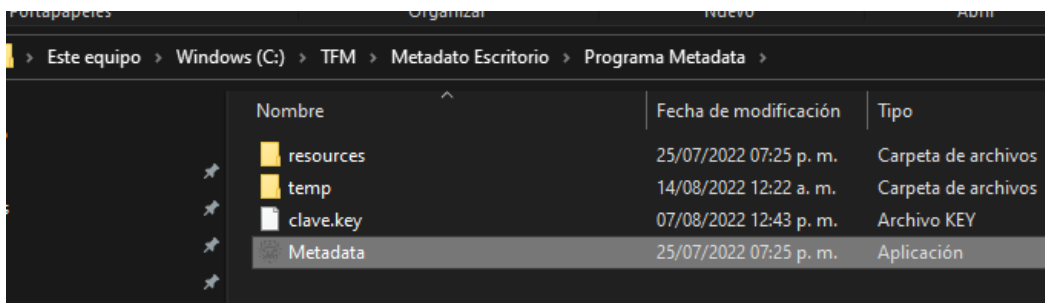 Portapapeles Organizar Nuevo Abrir
Este equipo > Windows (C:) > TFM > Metadato Escritorio > Programa Metadata >
Nombre Fecha de modificación Tipo
resources 25/07/2022 07:25 p. m. Carpeta de archivos
temp 14/08/2022 12:22 a. m. Carpeta de archivos
clave.key 07/08/2022 12:43 p. m. Archivo KEY
Metadata 25/07/2022 07:25 p. m. Aplicación